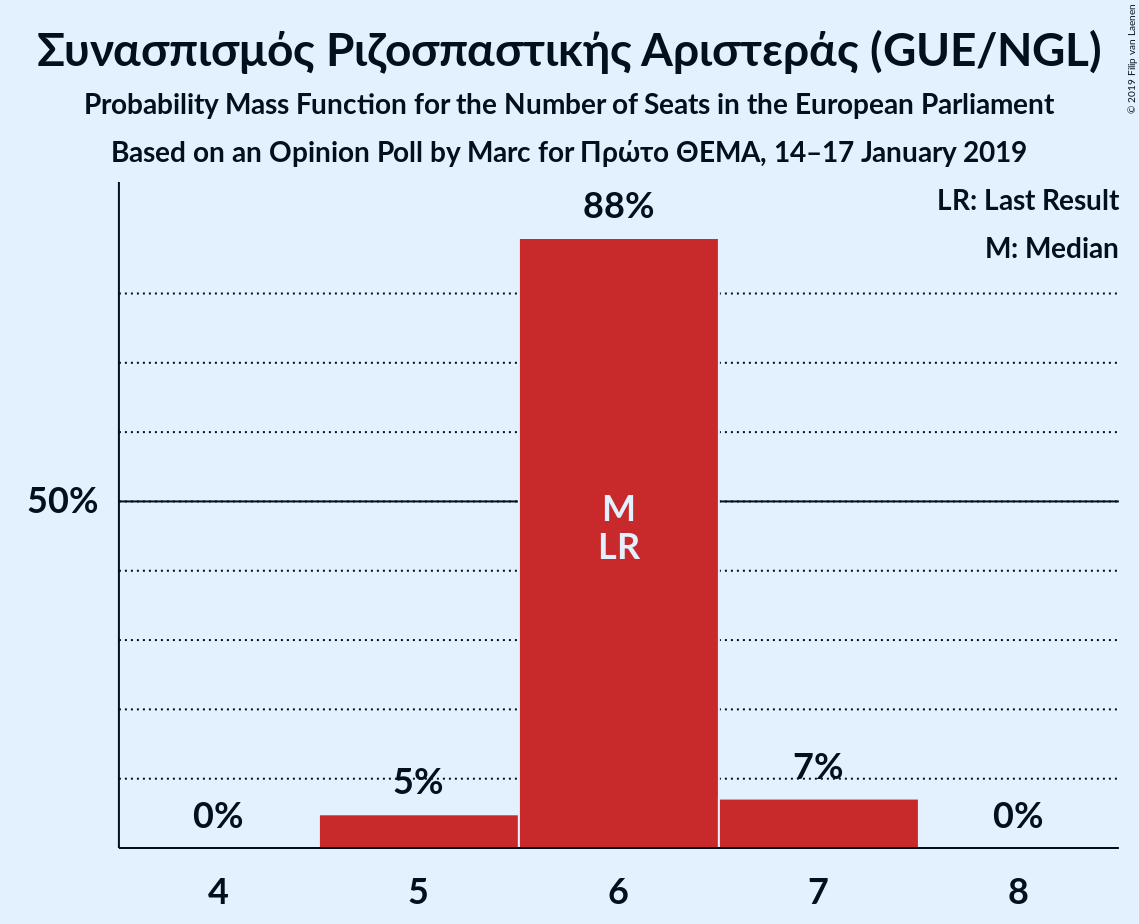 Συνασπισμός Ριζοσπαστικής Αριστεράς (GUE/NGL)
Probability Mass Function for the Number of Seats in the European Parliament
Based on an Opinion Poll by Marc for Πρώτο ΘΕΜΑ, 14–17 January 2019
© 2019 Filip van Laenen
LR: Last Result
M: Median
88%
50%
M
LR
5%
7%
0%
0%
4 5 6 7 8